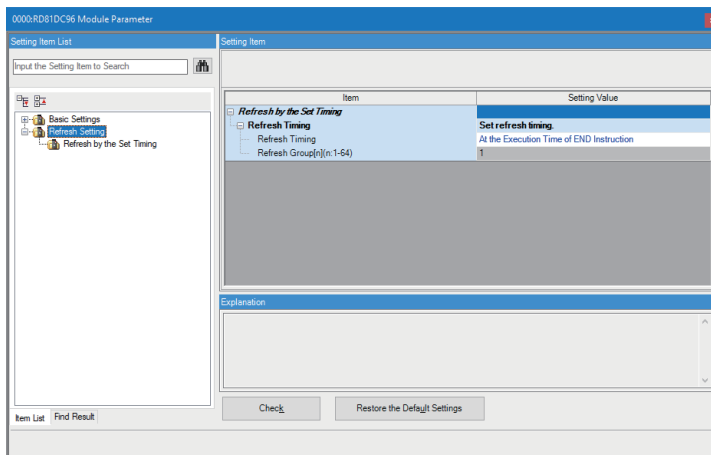 0000:RD81DC96 Module Parameter
Setting Item List
Input the Setting Item to Search
Basic Settings
Refresh Setting
Refresh by the Set Timing
Item List Find Result
Setting Item
Item Setting Value
Refresh by the Set Timing
Refresh Timing Set refresh timing.
Refresh Timing At the Execution Time of END Instruction
Refresh Group[n](n:1-64) 1
Explanation
Check Restore the Default Settings